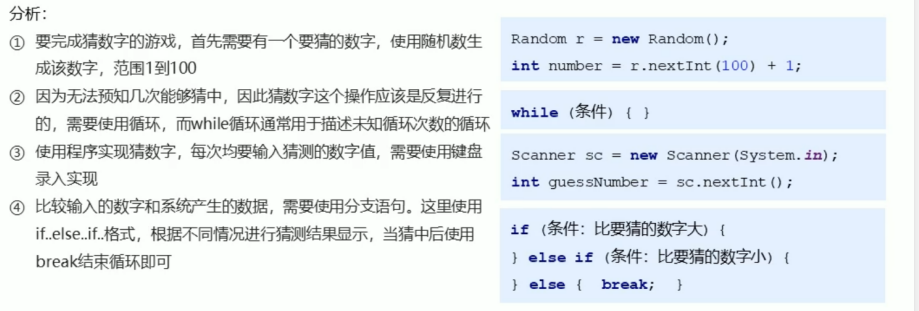 分析：
① 要完成猜数字的游戏，首先需要有一个要猜的数字，使用随机数生
成该数字，范围1到100
② 因为无法预知几次能够猜中，因此猜数字这个操作应该是反复进行
的，需要使用循环，而while循环通常用于描述未知循环次数的循环
③ 使用程序实现猜数字，每次均要输入猜测的数字值，需要使用键盘
录入实现
④ 比较输入的数字和系统产生的数据，需要使用分支语句。这里使用
if..else..if..格式，根据不同情况进行猜测结果显示，当猜中后使用
break结束循环即可
Random r = new Random();
int number = r.nextInt(100) + 1;
while (条件) { }
Scanner sc = new Scanner(System.in);
int guessNumber = sc.nextInt();
if (条件：比要猜的数字大) {
} else if (条件：比要猜的数字小) {
} else { break; }